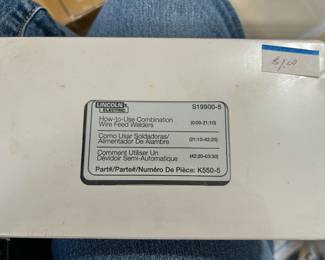 $1.00
LINCOLN ELECTRIC S19900-5
How-to-Use Combination
Wire Feed Welders (0:00-21:10)
Como Usar Soldadoras/
Alimentador De Alambre (21:10-42:20)
Comment Utiliser Un
Dévidoir Semi-Automatique (42:20-63:30)
Part#/Parte#/Numéro De Pièce: K550-5